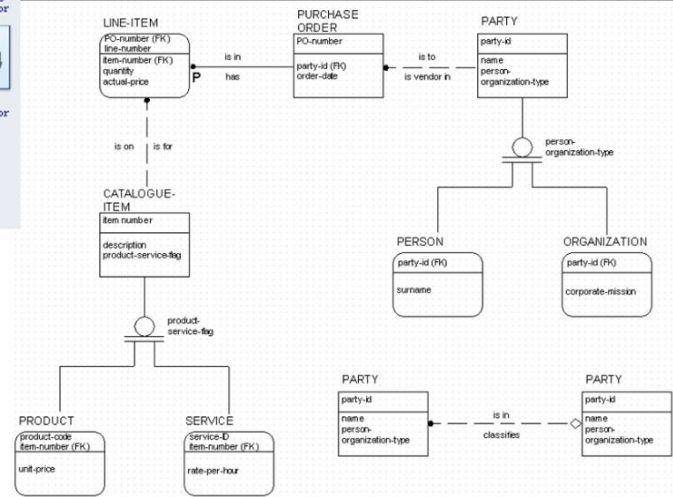 or
or
LINE-ITEM
PO-number (FK)
line-number
item-number (FK)
quantity
actual-price
is in
P
has
PURCHASE
ORDER
PO-number
party-id (FK)
order-date
is to
is vendor in
PARTY
party-id
name
person-
organization-type
is on
is for
person-
organization-type
CATALOGUE-
ITEM
item number
description
product-service-flag
PERSON
party-id (FK)
surname
ORGANIZATION
party-id (FK)
corporate-mission
product-
service-flag
PARTY
party-id
name
person-
organization-type
is in
classifies
PARTY
party-id
name
person-
organization-type
PRODUCT
product-code
item-number (FK)
unit-price
SERVICE
service-ID
item-number (FK)
rate-per-hour